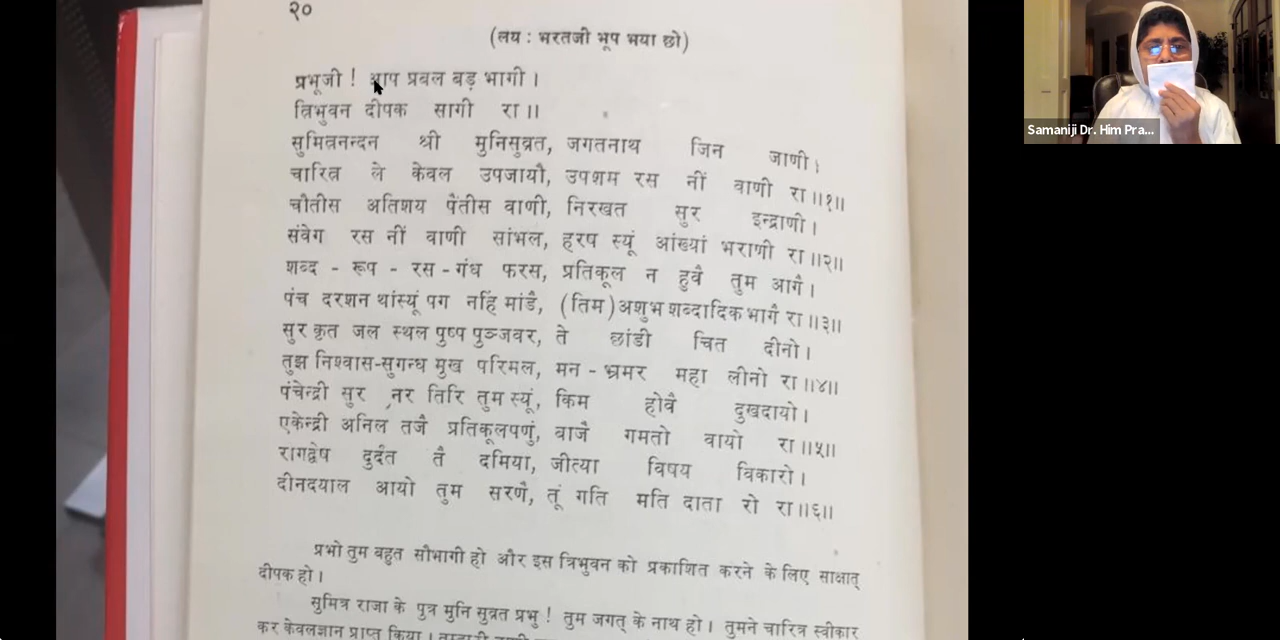 २०
(लय : भरतजी भूप भया छो)
प्रभूजी ! आप प्रबल बड़ भागी ।
त्रिभुवन दीपक सागी रा ॥
सुमित्रनन्दन श्री मुनिसुव्रत, जगतनाथ जिन जाणी ।
चारित्र ले केवल उपजायौ, उपशम रस नीं वाणी रा ॥१॥
चौतीस अतिशय पैंतीस वाणी, निरखत सुर इन्द्राणी ।
संवेग रस नीं वाणी सांभल, हरष स्यूं आंख्यां भराणी रा ॥२॥
शब्द - रूप - रस - गंध फरस, प्रतिकूल न हुवै तुम आगै ।
पंच दरशन थांस्यूं पग नहिं मांडै, (तिम) अशुभ शब्दादिक भागै रा ॥३॥
सुर कृत जल स्थल पुष्प पुञ्जवर, ते छांडी चित दीनो ।
तुझ निश्वास-सुगन्ध मुख परिमल, मन - भ्रमर महा लीनो रा ॥४॥
पंचेन्द्री सुर नर तिरि तुम स्यूं, किम होवै दुखदायो ।
एकेन्द्री अनिल तजै प्रतिकूलपणुं, बाजै गमतो वायो रा ॥५॥
रागद्वेष दुर्दंत तै दमिया, जीत्या विषय विकारो ।
दीनदयाल आयो तुम सरणै, तूं गति मति दाता रो रा ॥६॥
प्रभो तुम बहुत सौभागी हो और इस त्रिभुवन को प्रकाशित करने के लिए साक्षात्
दीपक हो ।
सुमित्र राजा के पुत्र मुनि सुव्रत प्रभु ! तुम जगत् के नाथ हो । तुमने चारित्र स्वीकार
कर केवलज्ञान प्राप्त किया ।
Samaniji Dr. Him Pra...